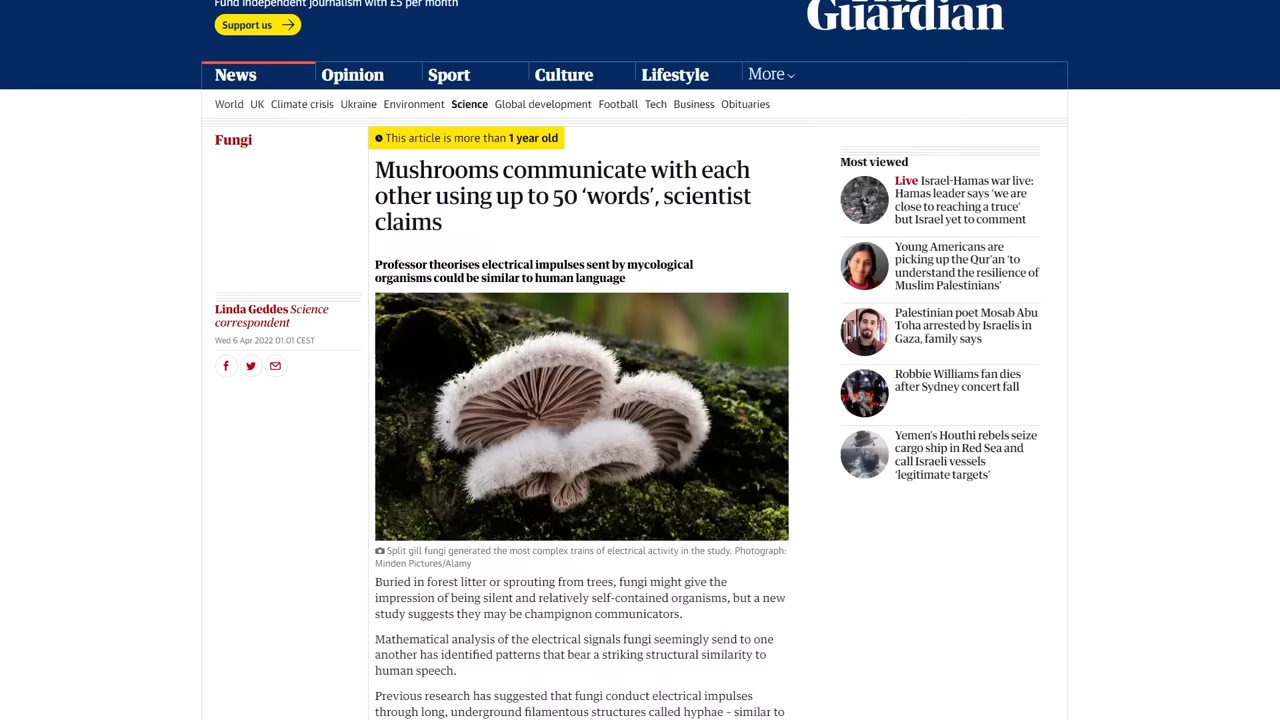 Fund independent journalism with £5 per month
Support us
The
Guardian
News
Opinion
Sport
Culture
Lifestyle
More
World UK Climate crisis Ukraine Environment Science Global development Football Tech Business Obituaries
Fungi
This article is more than 1 year old
Mushrooms communicate with each
other using up to 50 ‘words’, scientist
claims
Professor theorises electrical impulses sent by mycological
organisms could be similar to human language
Linda Geddes Science
correspondent
Wed 6 Apr 2022 01.01 CEST
Split gill fungi generated the most complex trains of electrical activity in the study. Photograph:
Minden Pictures/Alamy
Buried in forest litter or sprouting from trees, fungi might give the
impression of being silent and relatively self-contained organisms, but a new
study suggests they may be champignon communicators.
Mathematical analysis of the electrical signals fungi seemingly send to one
another has identified patterns that bear a striking structural similarity to
human speech.
Previous research has suggested that fungi conduct electrical impulses
through long, underground filamentous structures called hyphae – similar to
Most viewed
Live Israel-Hamas war live:
Hamas leader says ‘we are
close to reaching a truce’
but Israel yet to comment
Young Americans are
picking up the Qur’an ‘to
understand the resilience of
Muslim Palestinians’
Palestinian poet Mosab Abu
Toha arrested by Israelis in
Gaza, family says
Robbie Williams fan dies
after Sydney concert fall
Yemen’s Houthi rebels seize
cargo ship in Red Sea and
call Israeli vessels
‘legitimate targets’